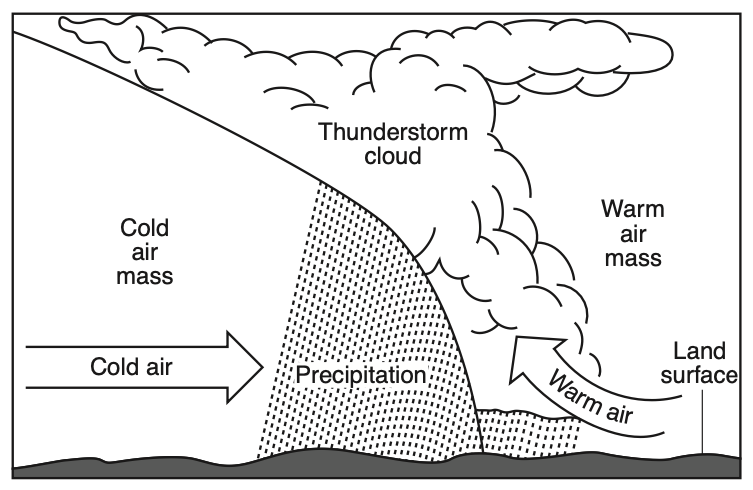 Thunderstorm
cloud
Cold
air
mass
Warm
air
mass
Cold air
Precipitation
Warm air
Land
surface